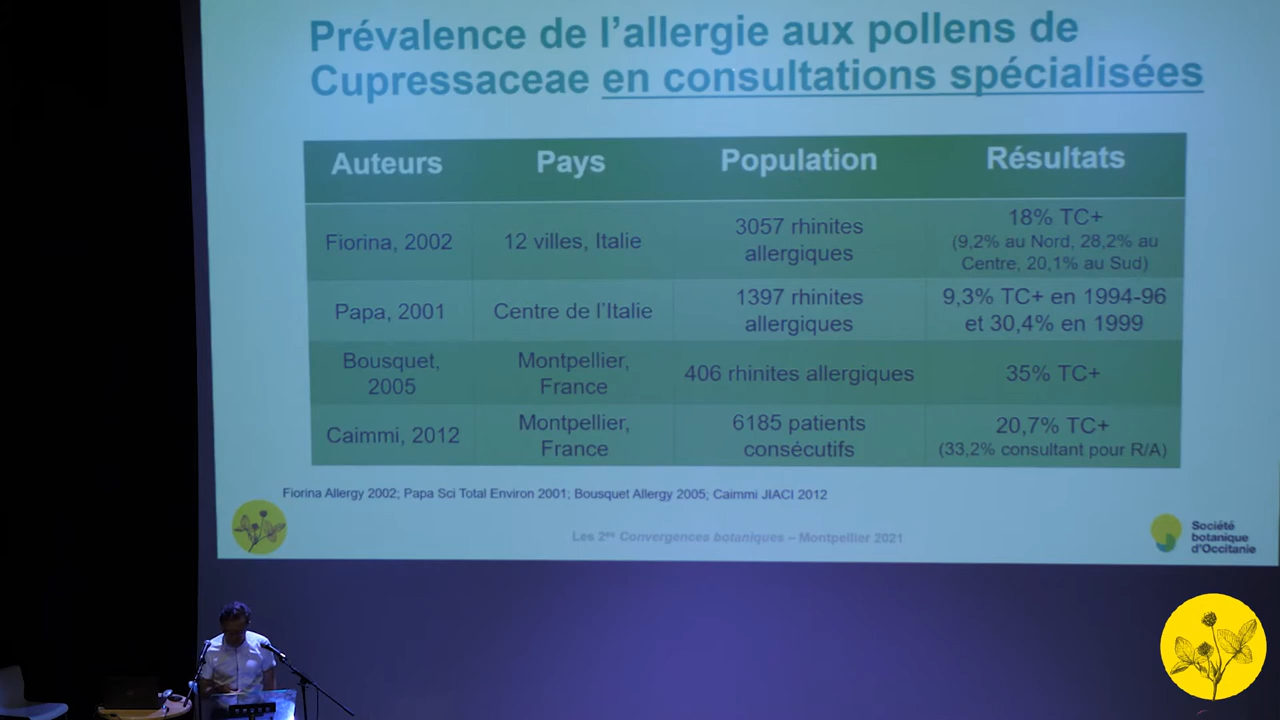 Prévalence de l’allergie aux pollens de
Cupressaceae en consultations spécialisées
Auteurs Pays Population Résultats
Fiorina, 2002 12 villes, Italie 3057 rhinites allergiques 18% TC+
(9,2% au Nord, 28,2% au
Centre, 20,1% au Sud)
Papa, 2001 Centre de l’Italie 1397 rhinites allergiques 9,3% TC+ en 1994-96
et 30,4% en 1999
Bousquet, 2005 Montpellier, France 406 rhinites allergiques 35% TC+
Caimmi, 2012 Montpellier, France 6185 patients consécutifs 20,7% TC+
(33,2% consultant pour R/A)
Fiorina Allergy 2002; Papa Sci Total Environ 2001; Bousquet Allergy 2005; Caimmi JIACI 2012
Les 2ès Convergences botaniques – Montpellier 2021
Société
botanique
d’Occitanie